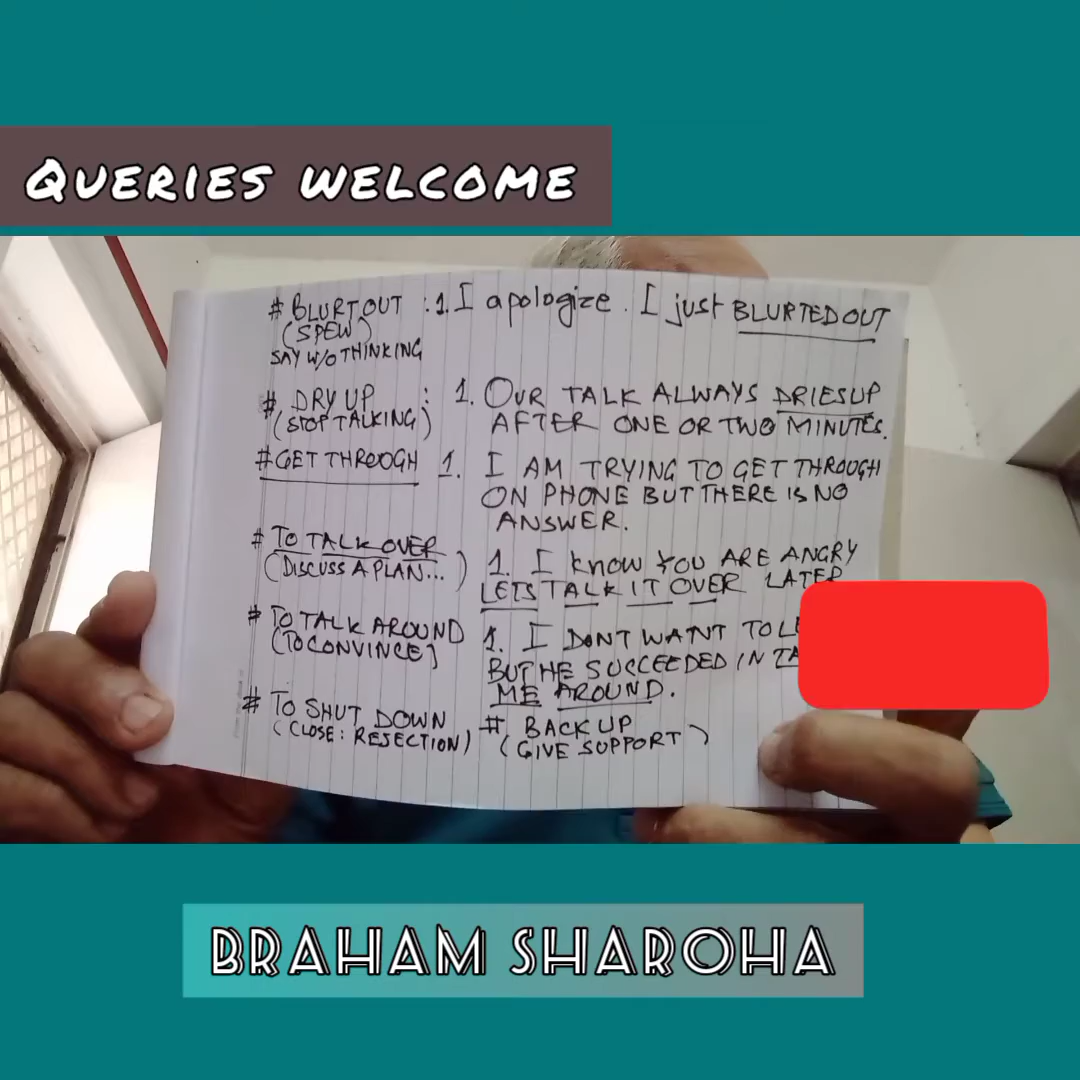 QUERIES WELCOME
# BLURT OUT : 1. I apologize. I just BLURTED OUT
(SPEW)
SAY W/O THINKING
# DRY UP : 1. OUR TALK ALWAYS DRIES UP
(STOP TALKING) AFTER ONE OR TWO MINUTES.
# GET THROUGH 1. I AM TRYING TO GET THROUGH
ON PHONE BUT THERE IS NO
ANSWER.
# TO TALK OVER 1. I KNOW YOU ARE ANGRY
(DISCUSS A PLAN...) LETS TALK IT OVER LATER
# TO TALK AROUND 1. I DONT WANT TO
(TO CONVINCE) BUT HE SUCCEEDED IN
ME AROUND.
# TO SHUT DOWN # BACK UP
(CLOSE: REJECTION) (GIVE SUPPORT)
BRAHAM SHAROHA